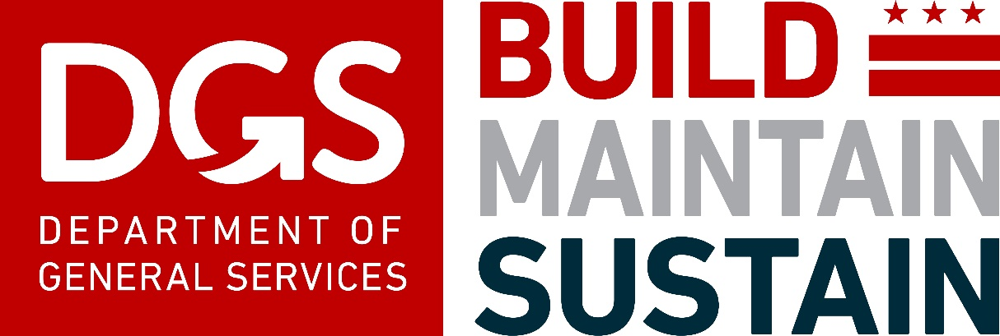 DGS
DEPARTMENT OF
GENERAL SERVICES
BUILD
MAINTAIN
SUSTAIN